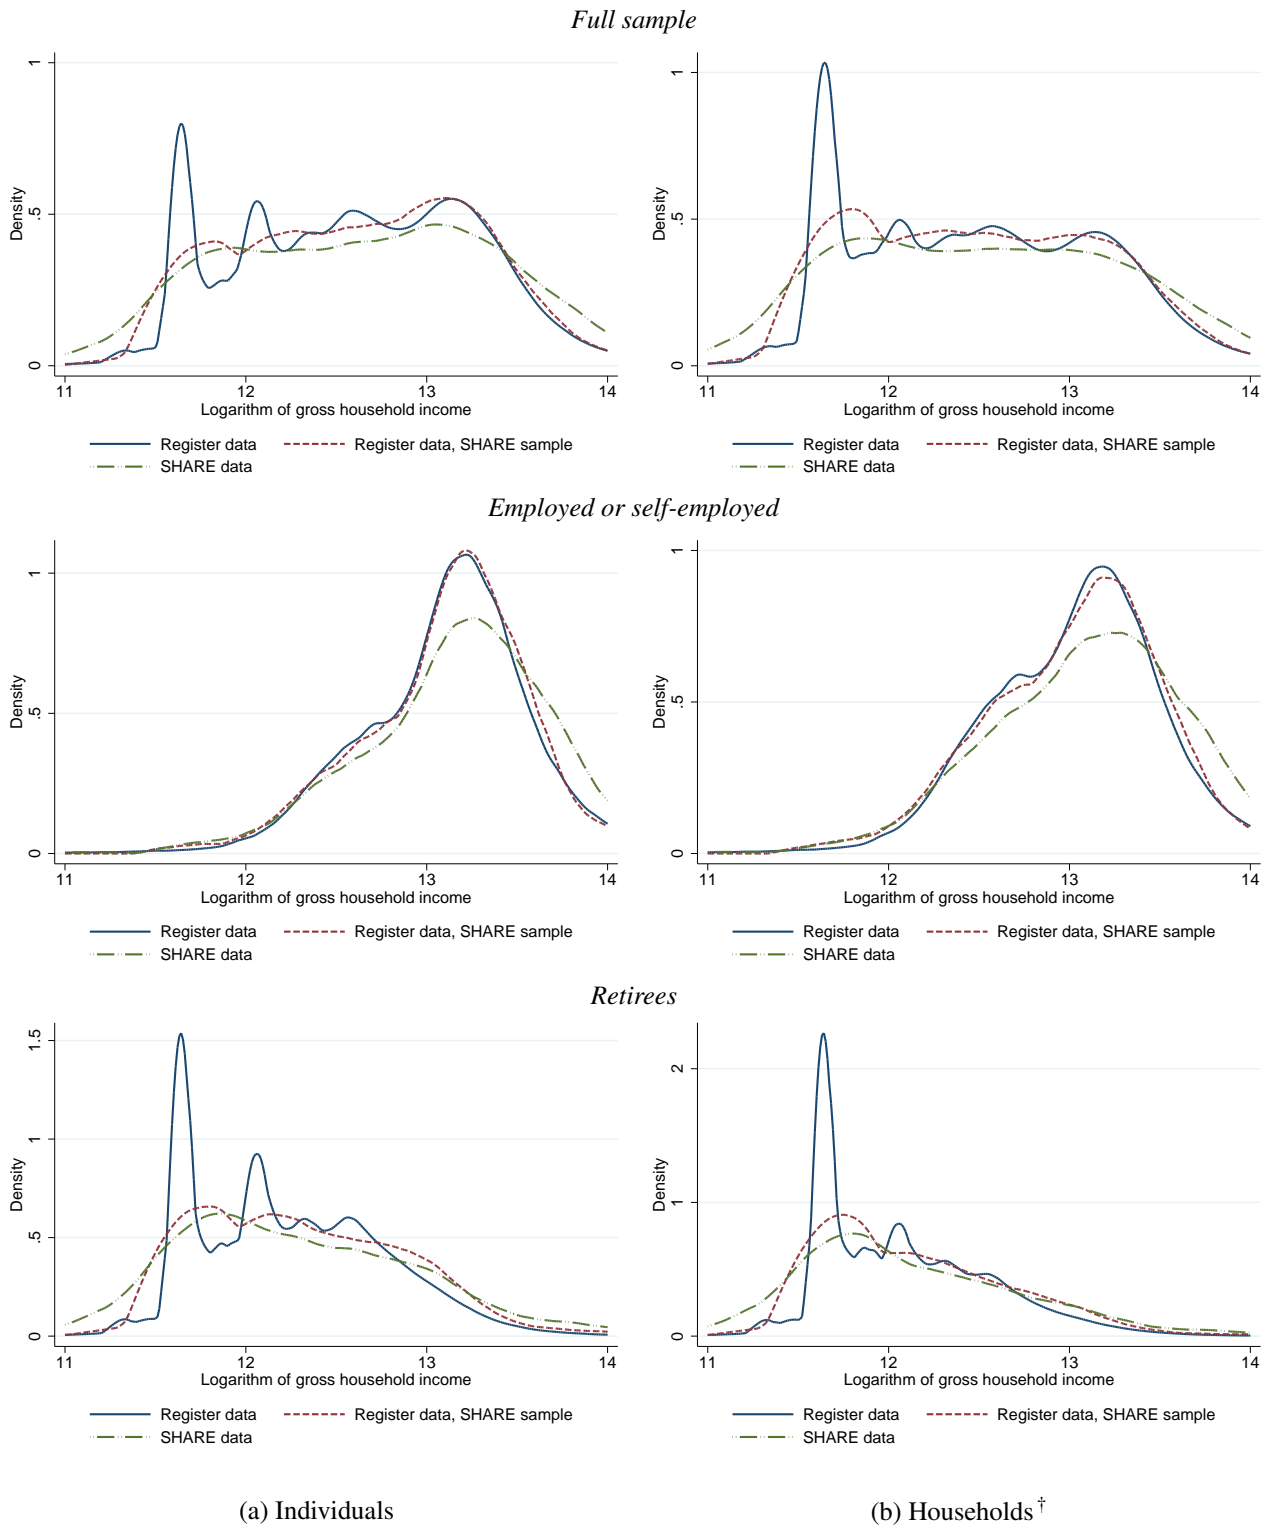 Full sample
1
.5
0
Density
11 12 13 14
Logarithm of gross household income
Register data Register data, SHARE sample
SHARE data
1
.5
0
Density
11 12 13 14
Logarithm of gross household income
Register data Register data, SHARE sample
SHARE data
Employed or self-employed
1
.5
0
Density
11 12 13 14
Logarithm of gross household income
Register data Register data, SHARE sample
SHARE data
1
.5
0
Density
11 12 13 14
Logarithm of gross household income
Register data Register data, SHARE sample
SHARE data
Retirees
1.5
1
.5
0
Density
11 12 13 14
Logarithm of gross household income
Register data Register data, SHARE sample
SHARE data
2
1
0
Density
11 12 13 14
Logarithm of gross household income
Register data Register data, SHARE sample
SHARE data
(a) Individuals
(b) Households†